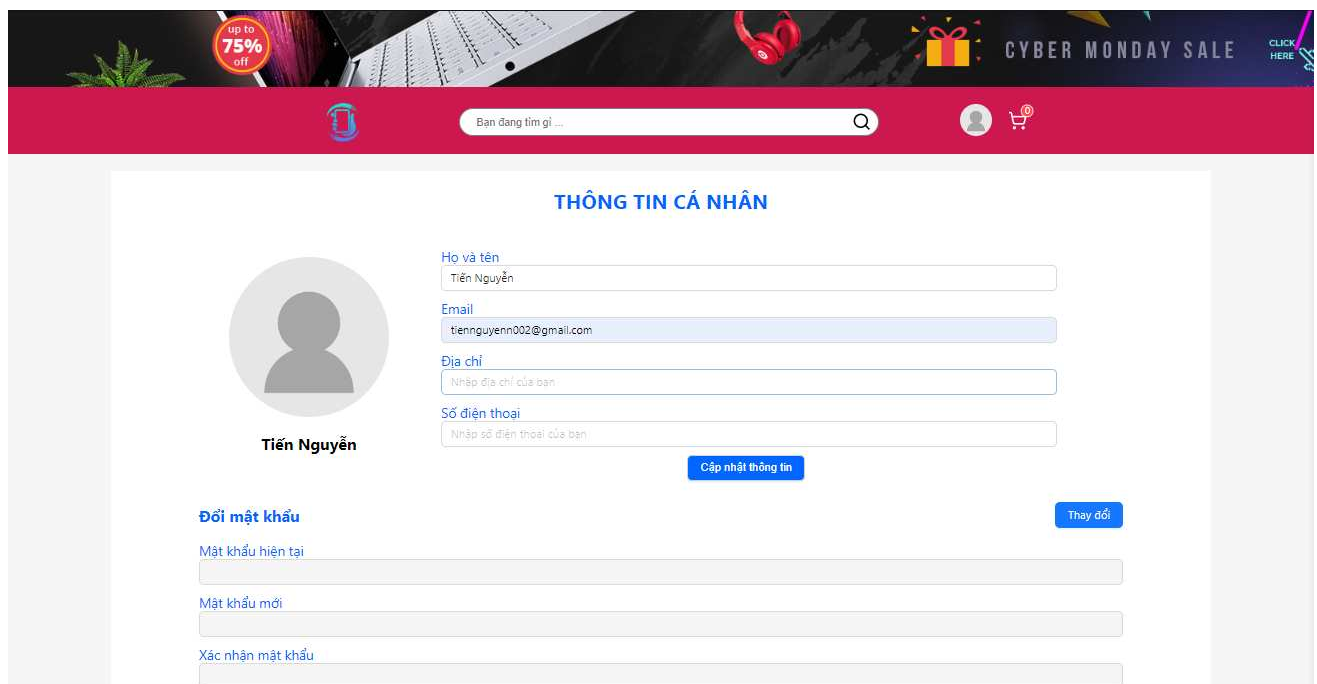 up to
75%
off
CYBER MONDAY SALE
CLICK
HERE
Bạn đang tìm gì ...
0
THÔNG TIN CÁ NHÂN
Họ và tên
Tiến Nguyễn
Email
tiennguyenn002@gmail.com
Địa chỉ
Nhập địa chỉ của bạn
Số điện thoại
Nhập số điện thoại của bạn
Tiến Nguyễn
Cập nhật thông tin
Đổi mật khẩu
Thay đổi
Mật khẩu hiện tại
Mật khẩu mới
Xác nhận mật khẩu